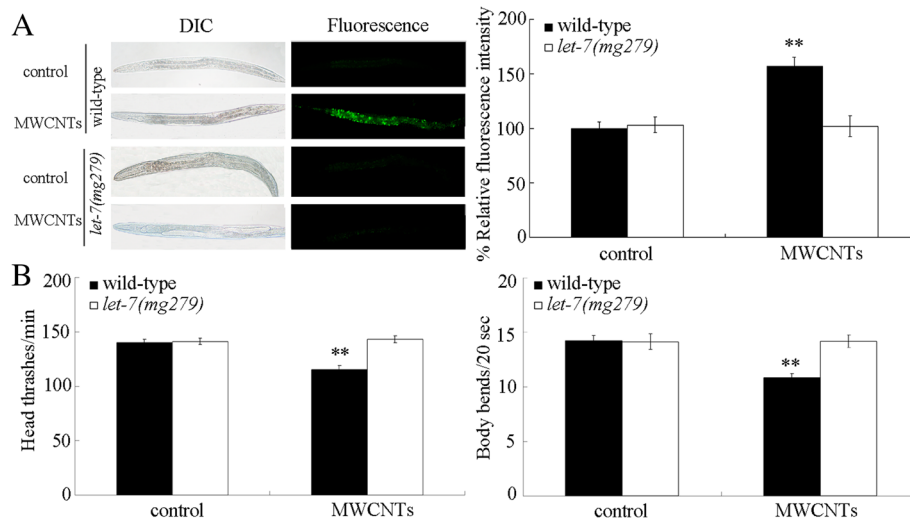 A
DIC
Fluorescence
control
MWCNTs
wild-type
control
MWCNTs
let-7(mg279)
% Relative fluorescence intensity
200
150
100
50
0
wild-type
let-7(mg279)
**
control
MWCNTs
B
Head thrashes/min
200
150
100
50
0
wild-type
let-7(mg279)
**
control
MWCNTs
Body bends/20 sec
20
15
10
5
0
wild-type
let-7(mg279)
**
control
MWCNTs